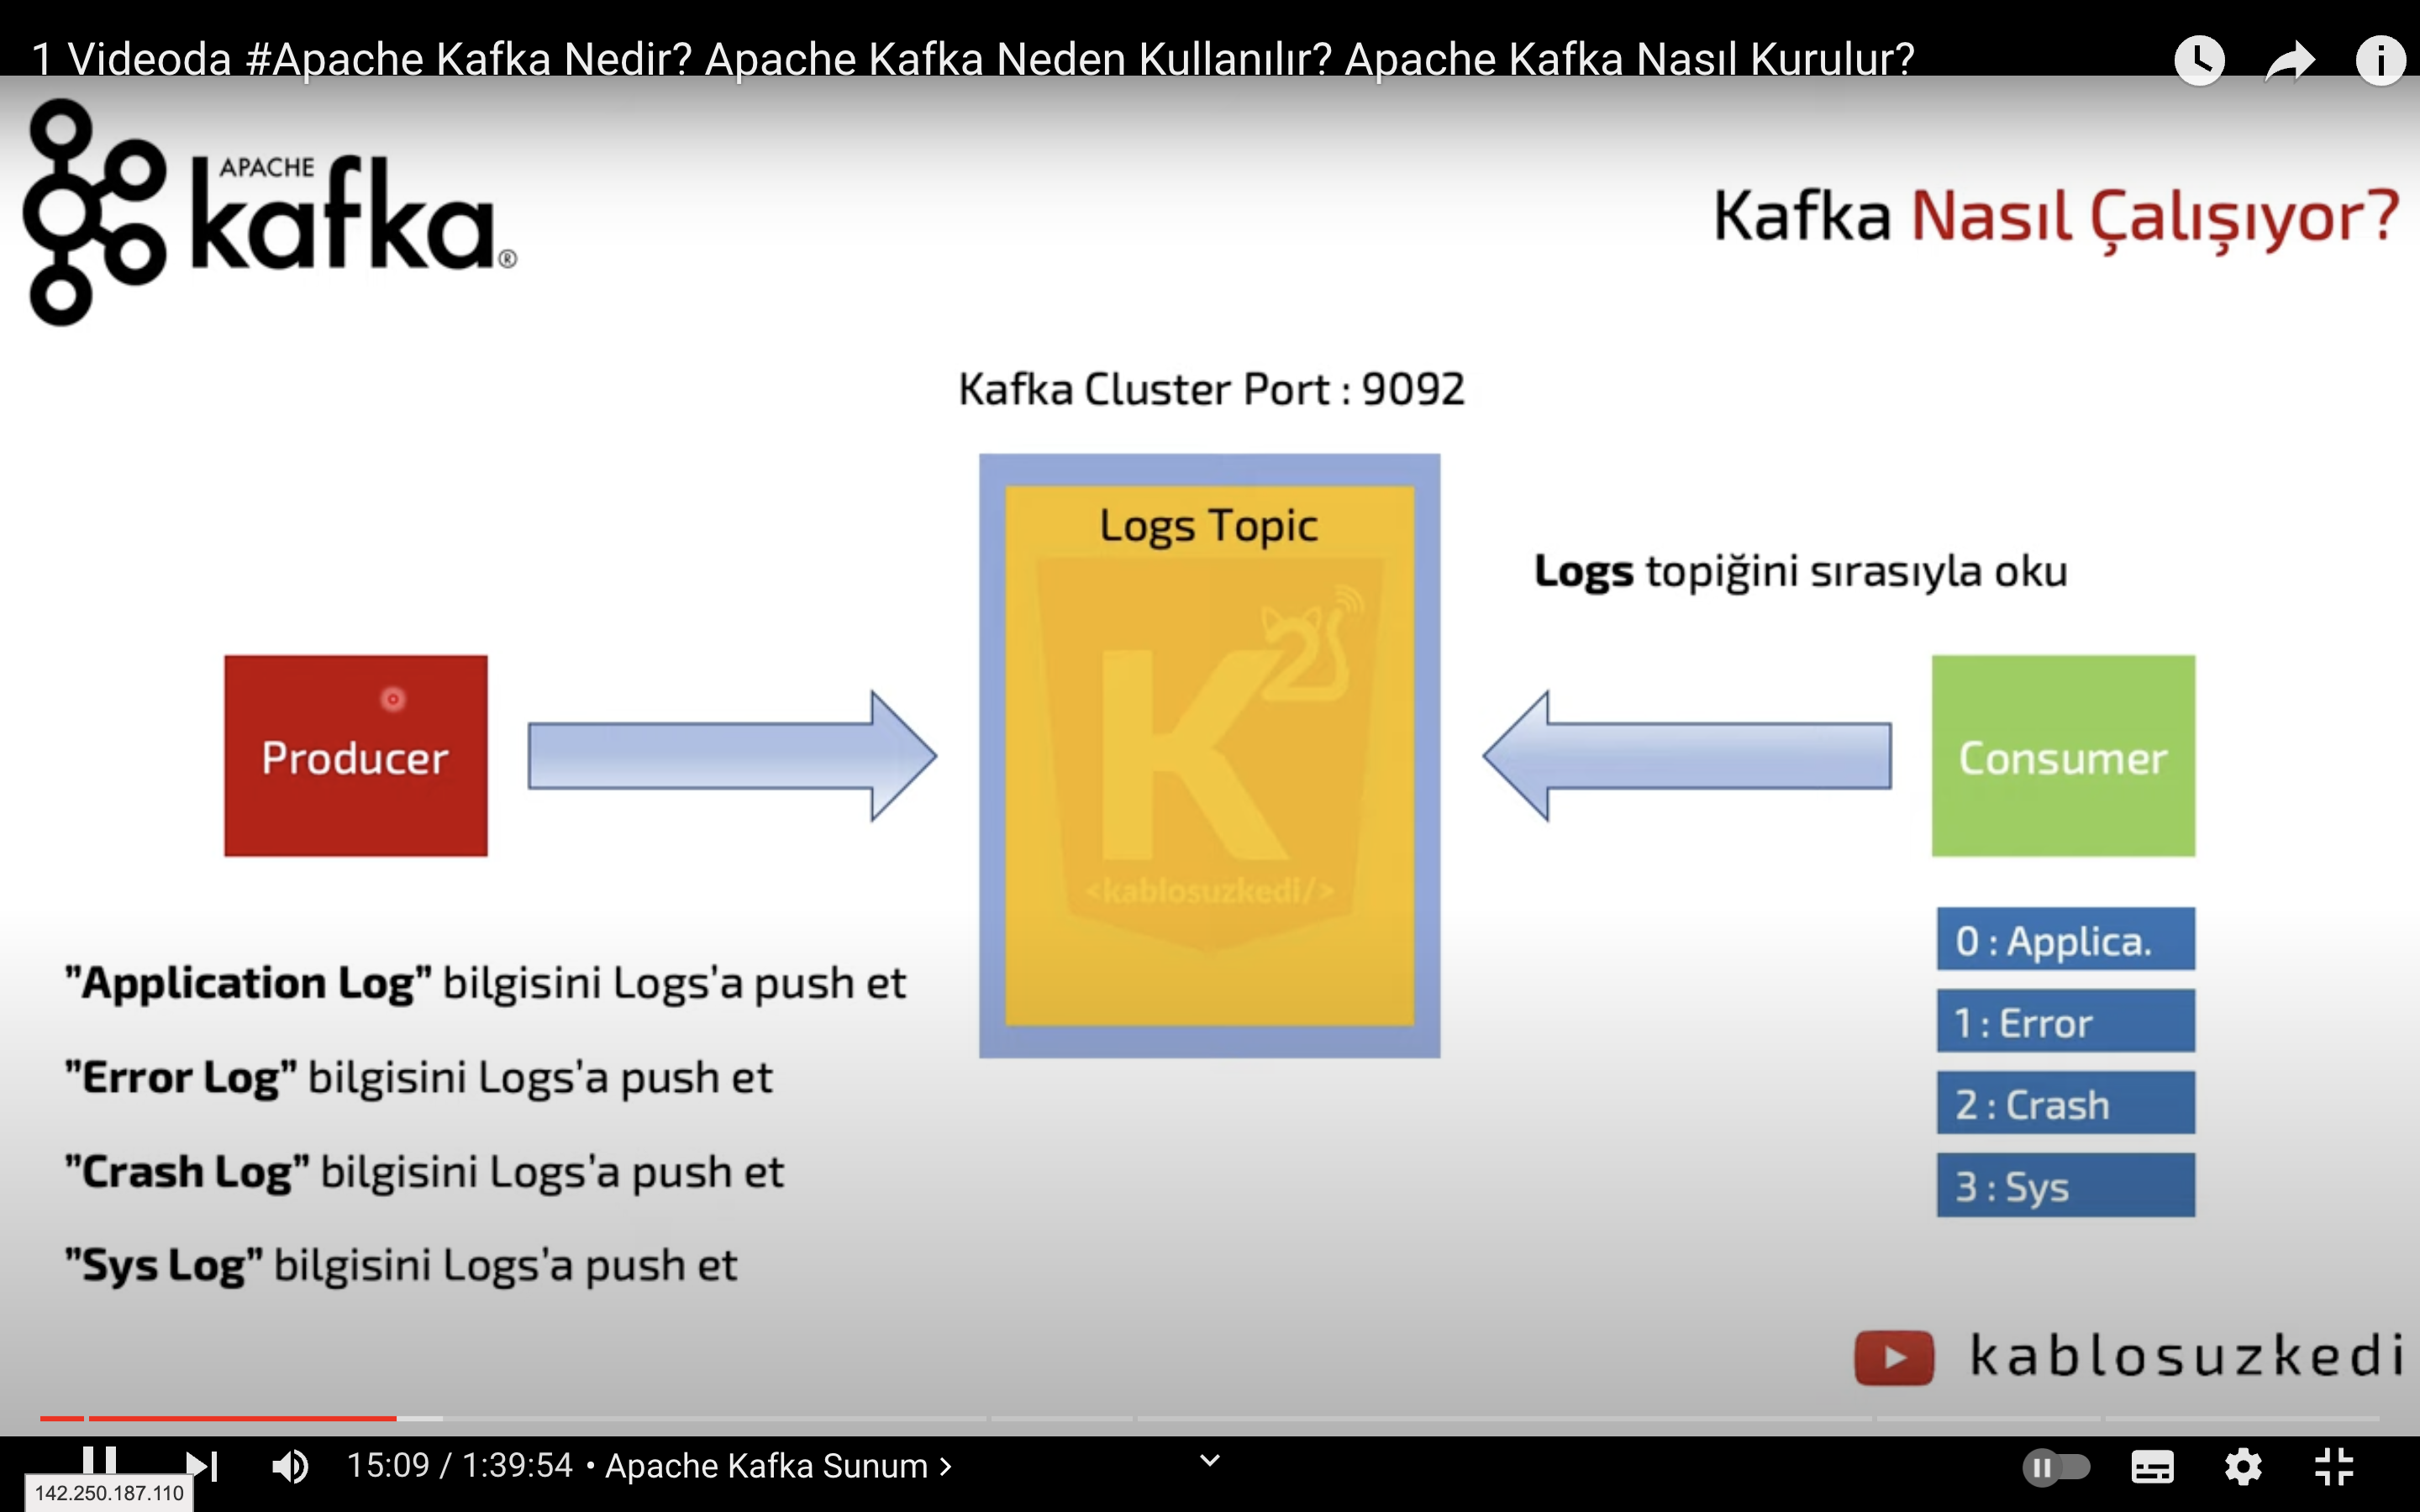 1 Videoda #Apache Kafka Nedir? Apache Kafka Neden Kullanılır? Apache Kafka Nasıl Kurulur?
APACHE
kafka®
Kafka Nasıl Çalışıyor?
Kafka Cluster Port : 9092
Logs Topic
K2
<kablosuzkedi/>
Logs topiğini sırasıyla oku
Producer
Consumer
"Application Log" bilgisini Logs'a push et
"Error Log" bilgisini Logs'a push et
"Crash Log" bilgisini Logs'a push et
"Sys Log" bilgisini Logs'a push et
0 : Applica.
1 : Error
2 : Crash
3 : Sys
kablosuzkedi
15:09 / 1:39:54 • Apache Kafka Sunum >
142.250.187.110